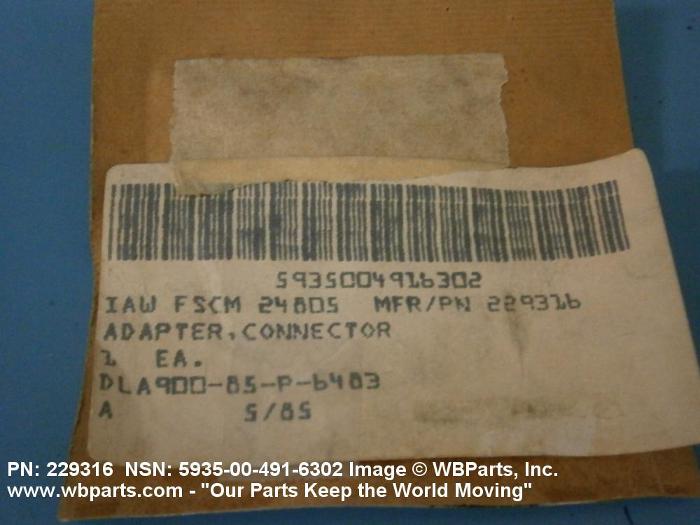 5935004916302
IAW FSCM 24805 MFR/PN 229316
ADAPTER,CONNECTOR
1 EA.
DLA900-85-P-6483
A 5/85
PN: 229316 NSN: 5935-00-491-6302 Image © WBParts, Inc.
www.wbparts.com - "Our Parts Keep the World Moving"